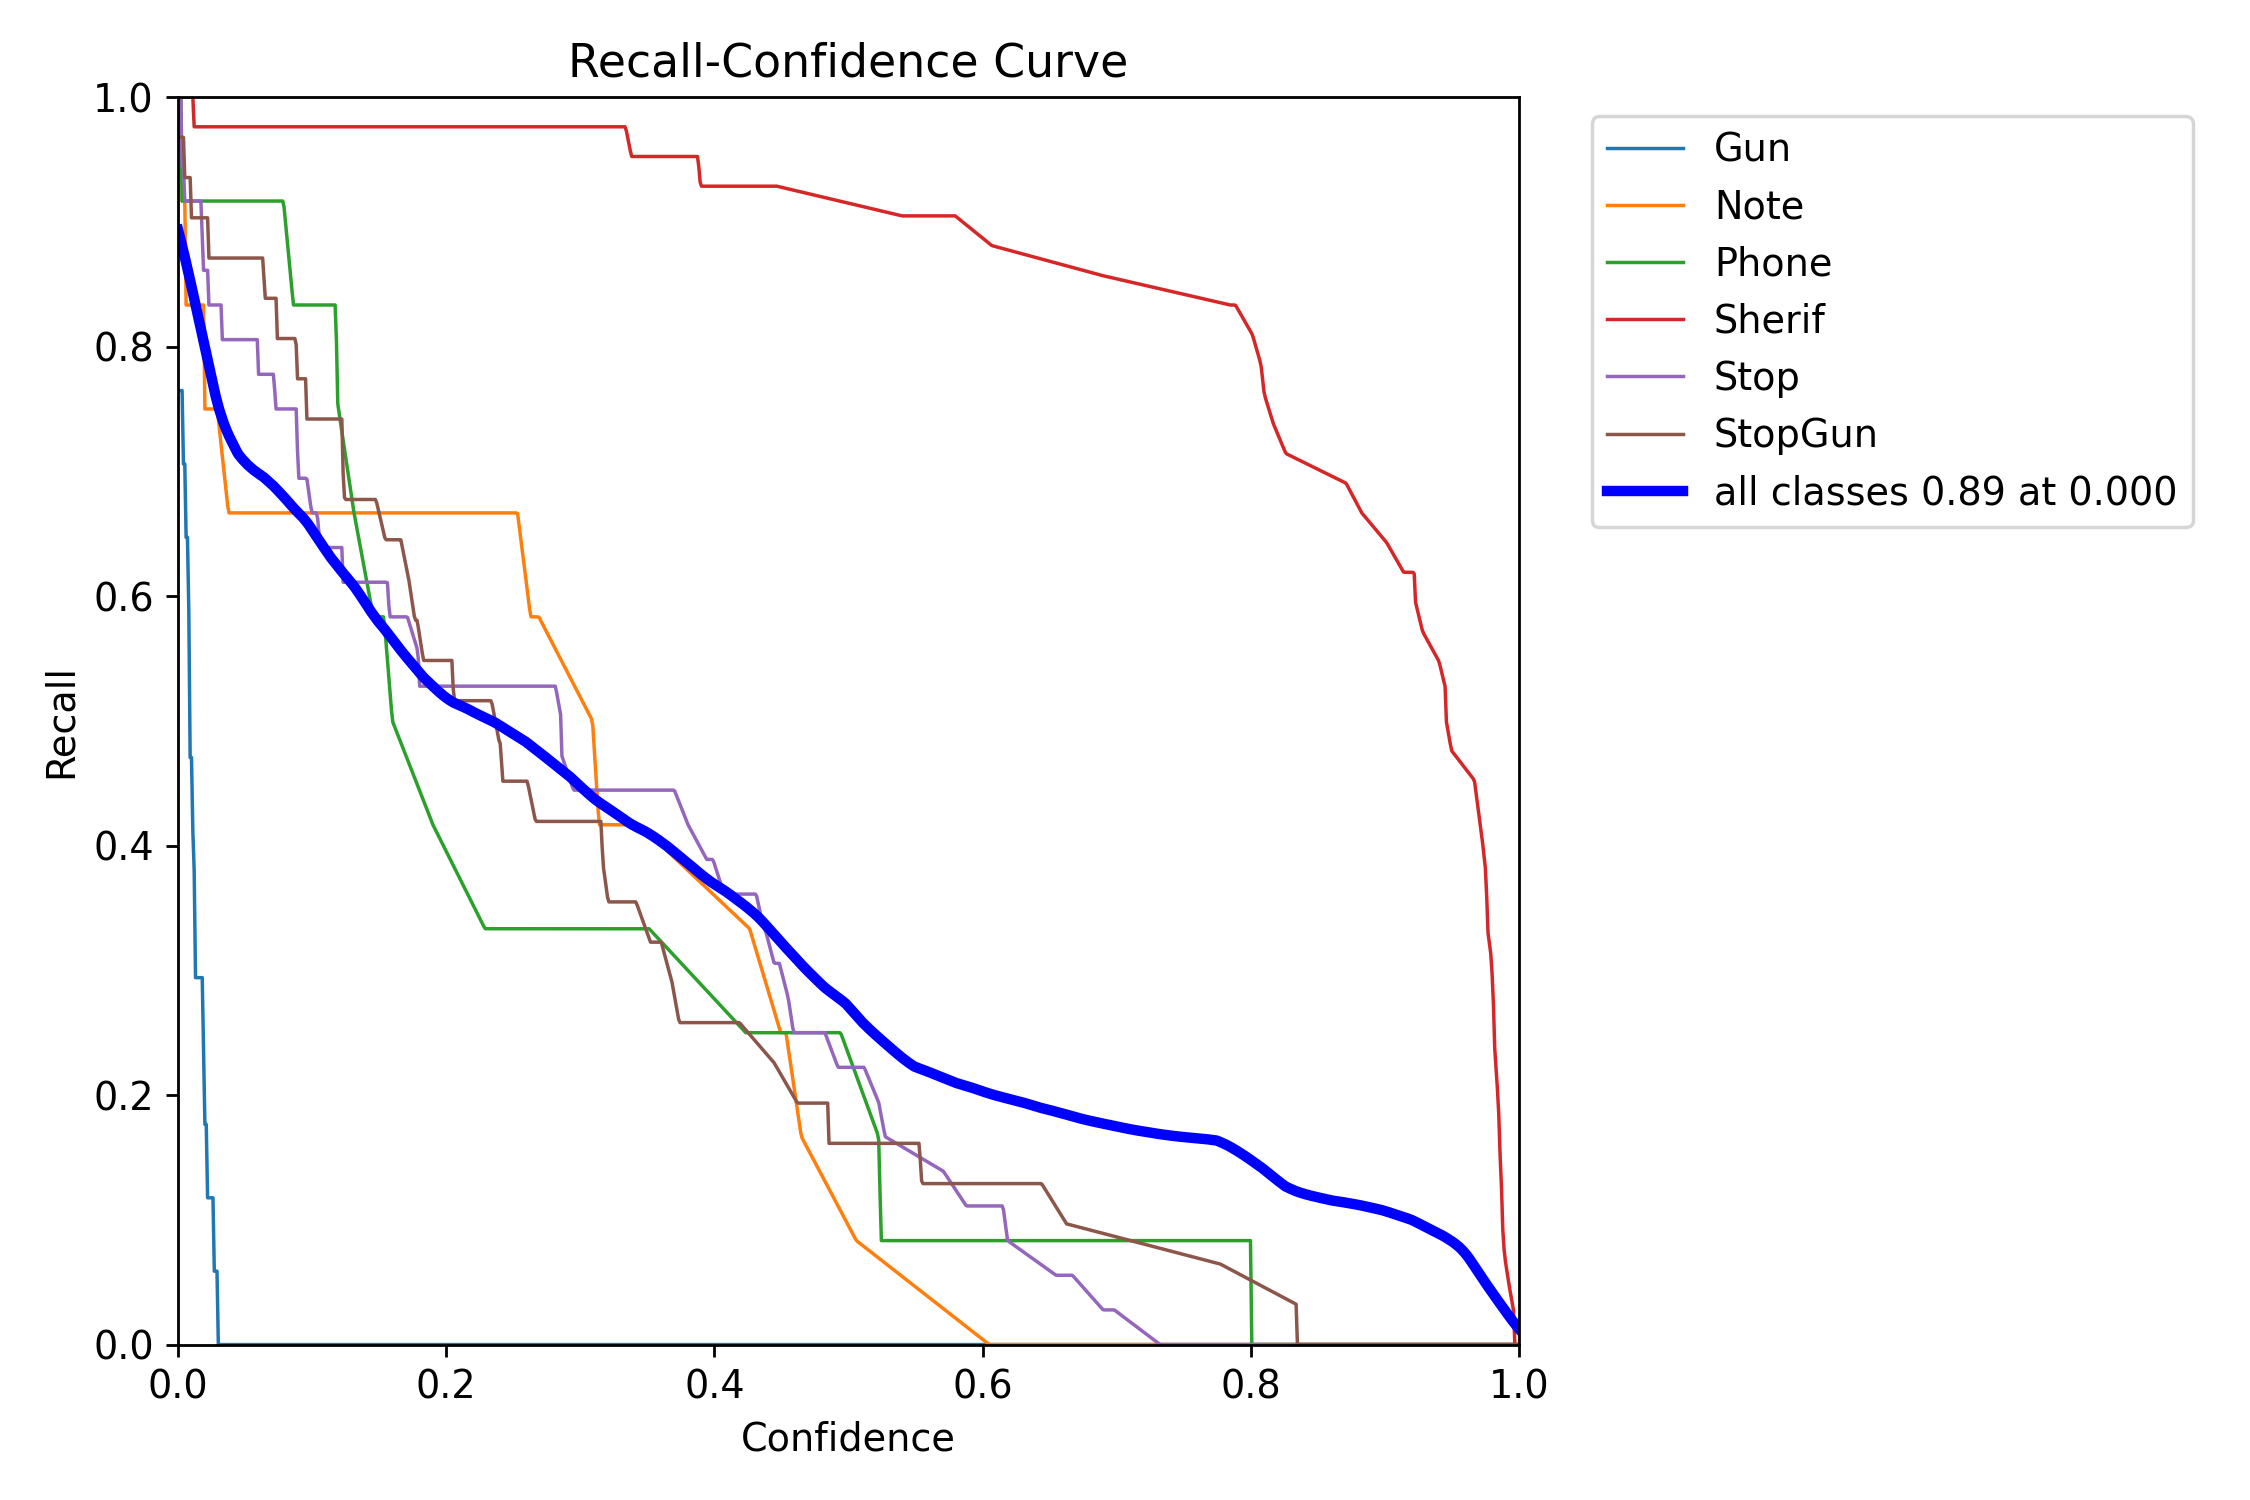 Recall-Confidence Curve
1.0
0.8
0.6
0.4
0.2
0.0
Recall
0.0 0.2 0.4 0.6 0.8 1.0
Confidence
Gun
Note
Phone
Sherif
Stop
StopGun
all classes 0.89 at 0.000